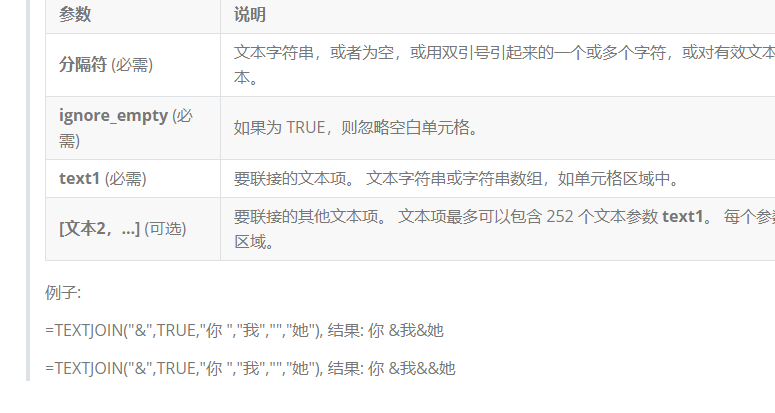 参数 说明
分隔符 (必需) 文本字符串，或者为空，或用双引号引起来的一个或多个字符，或对有效文本
本。
ignore_empty (必
需) 如果为 TRUE，则忽略空白单元格。
text1 (必需) 要联接的文本项。 文本字符串或字符串数组，如单元格区域中。
[文本2，...] (可选) 要联接的其他文本项。 文本项最多可以包含 252 个文本参数 text1。 每个参
区域。
例子:
=TEXTJOIN("&",TRUE,"你 ","我","","她"), 结果: 你 &我&她
=TEXTJOIN("&",TRUE,"你 ","我","","她"), 结果: 你 &我&&她